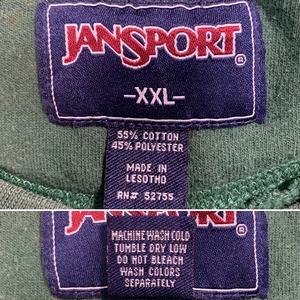 JANSPORT®
-XXL-
55% COTTON
45% POLYESTER
MADE IN
LESOTHO
RN# 52755
JANSPORT
MACHINE WASH COLD
TUMBLE DRY LOW
DO NOT BLEACH
WASH COLORS
SEPARATELY